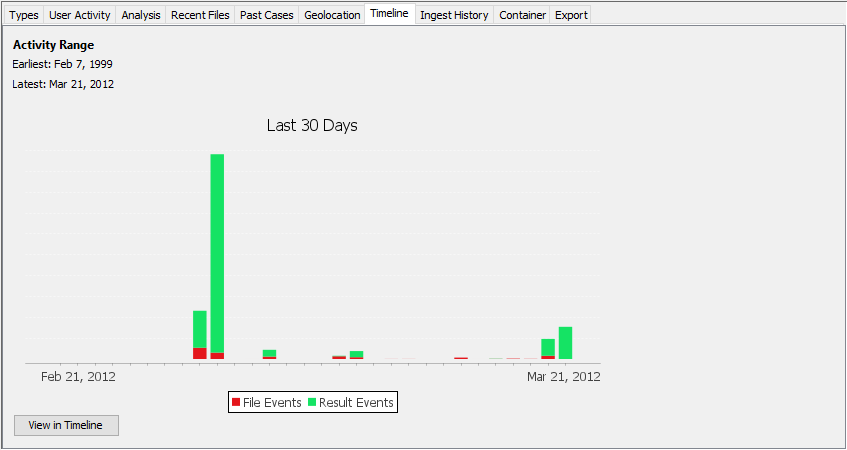 Types User Activity Analysis Recent Files Past Cases Geolocation Timeline Ingest History Container Export
Activity Range
Earliest: Feb 7, 1999
Latest: Mar 21, 2012
Last 30 Days
Feb 21, 2012 Mar 21, 2012
File Events Result Events
View in Timeline